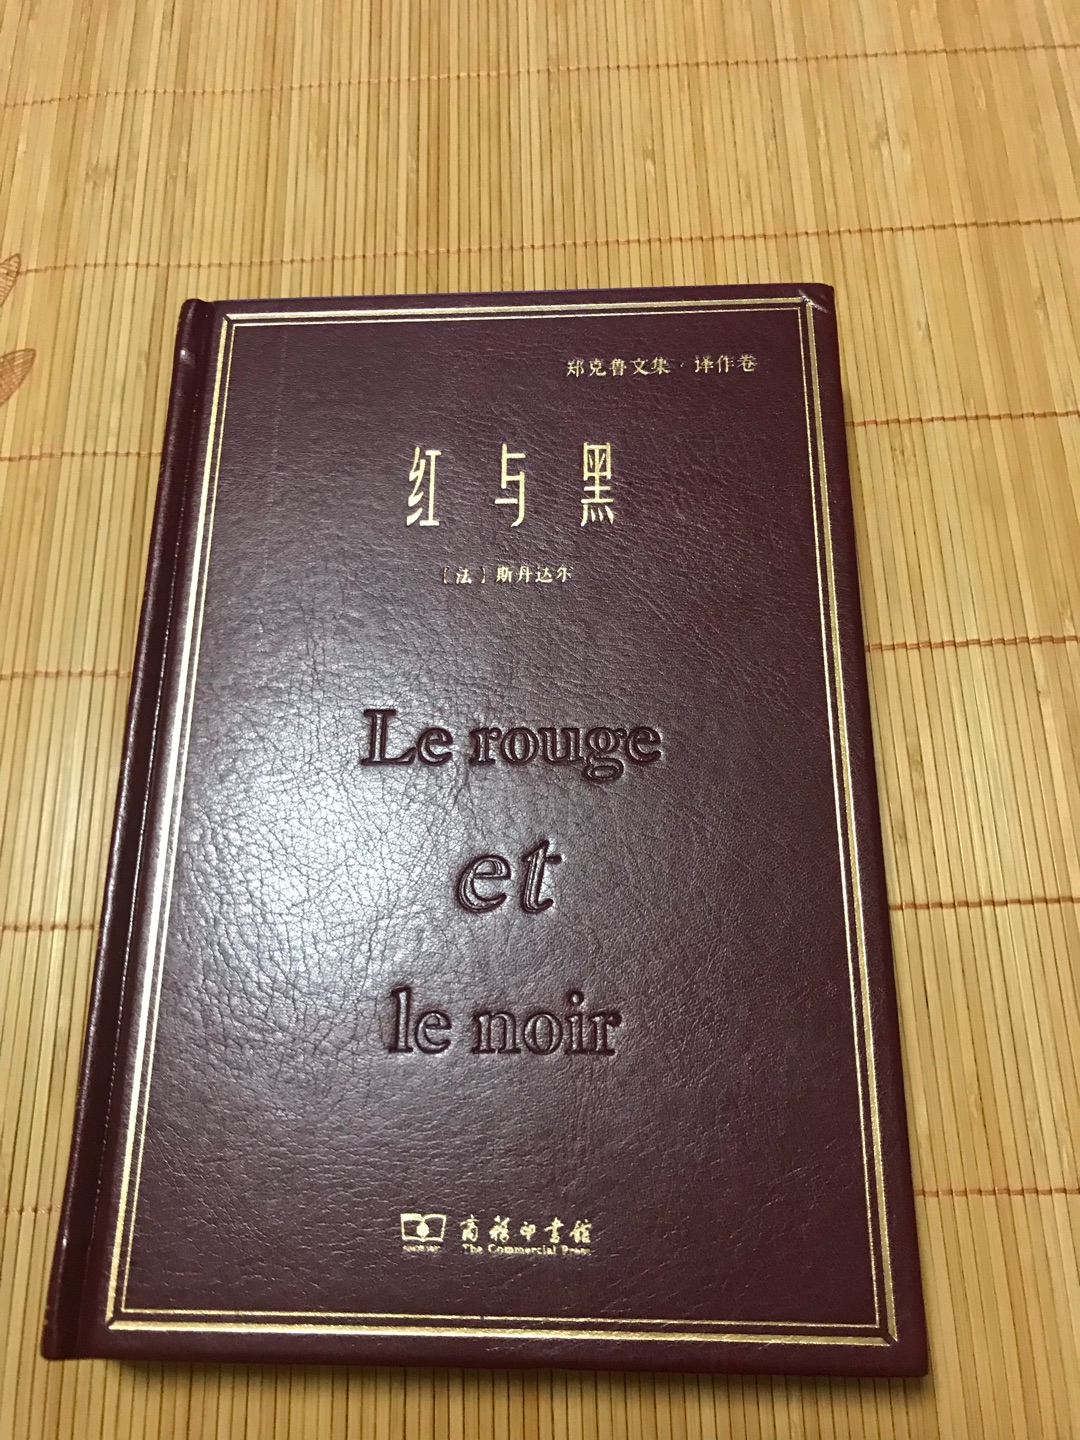 郑克鲁文集·译作卷
红与黑
［法］斯丹达尔
Le rouge
et
le noir
商务印书馆
The Commercial Press